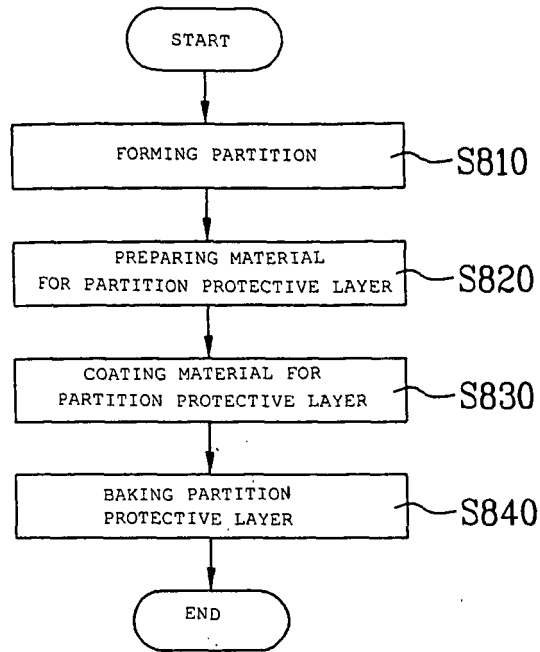 START
FORMING PARTITION
S810
PREPARING MATERIAL
FOR PARTITION PROTECTIVE LAYER
S820
COATING MATERIAL FOR
PARTITION PROTECTIVE LAYER
S830
BAKING PARTITION
PROTECTIVE LAYER
S840
END